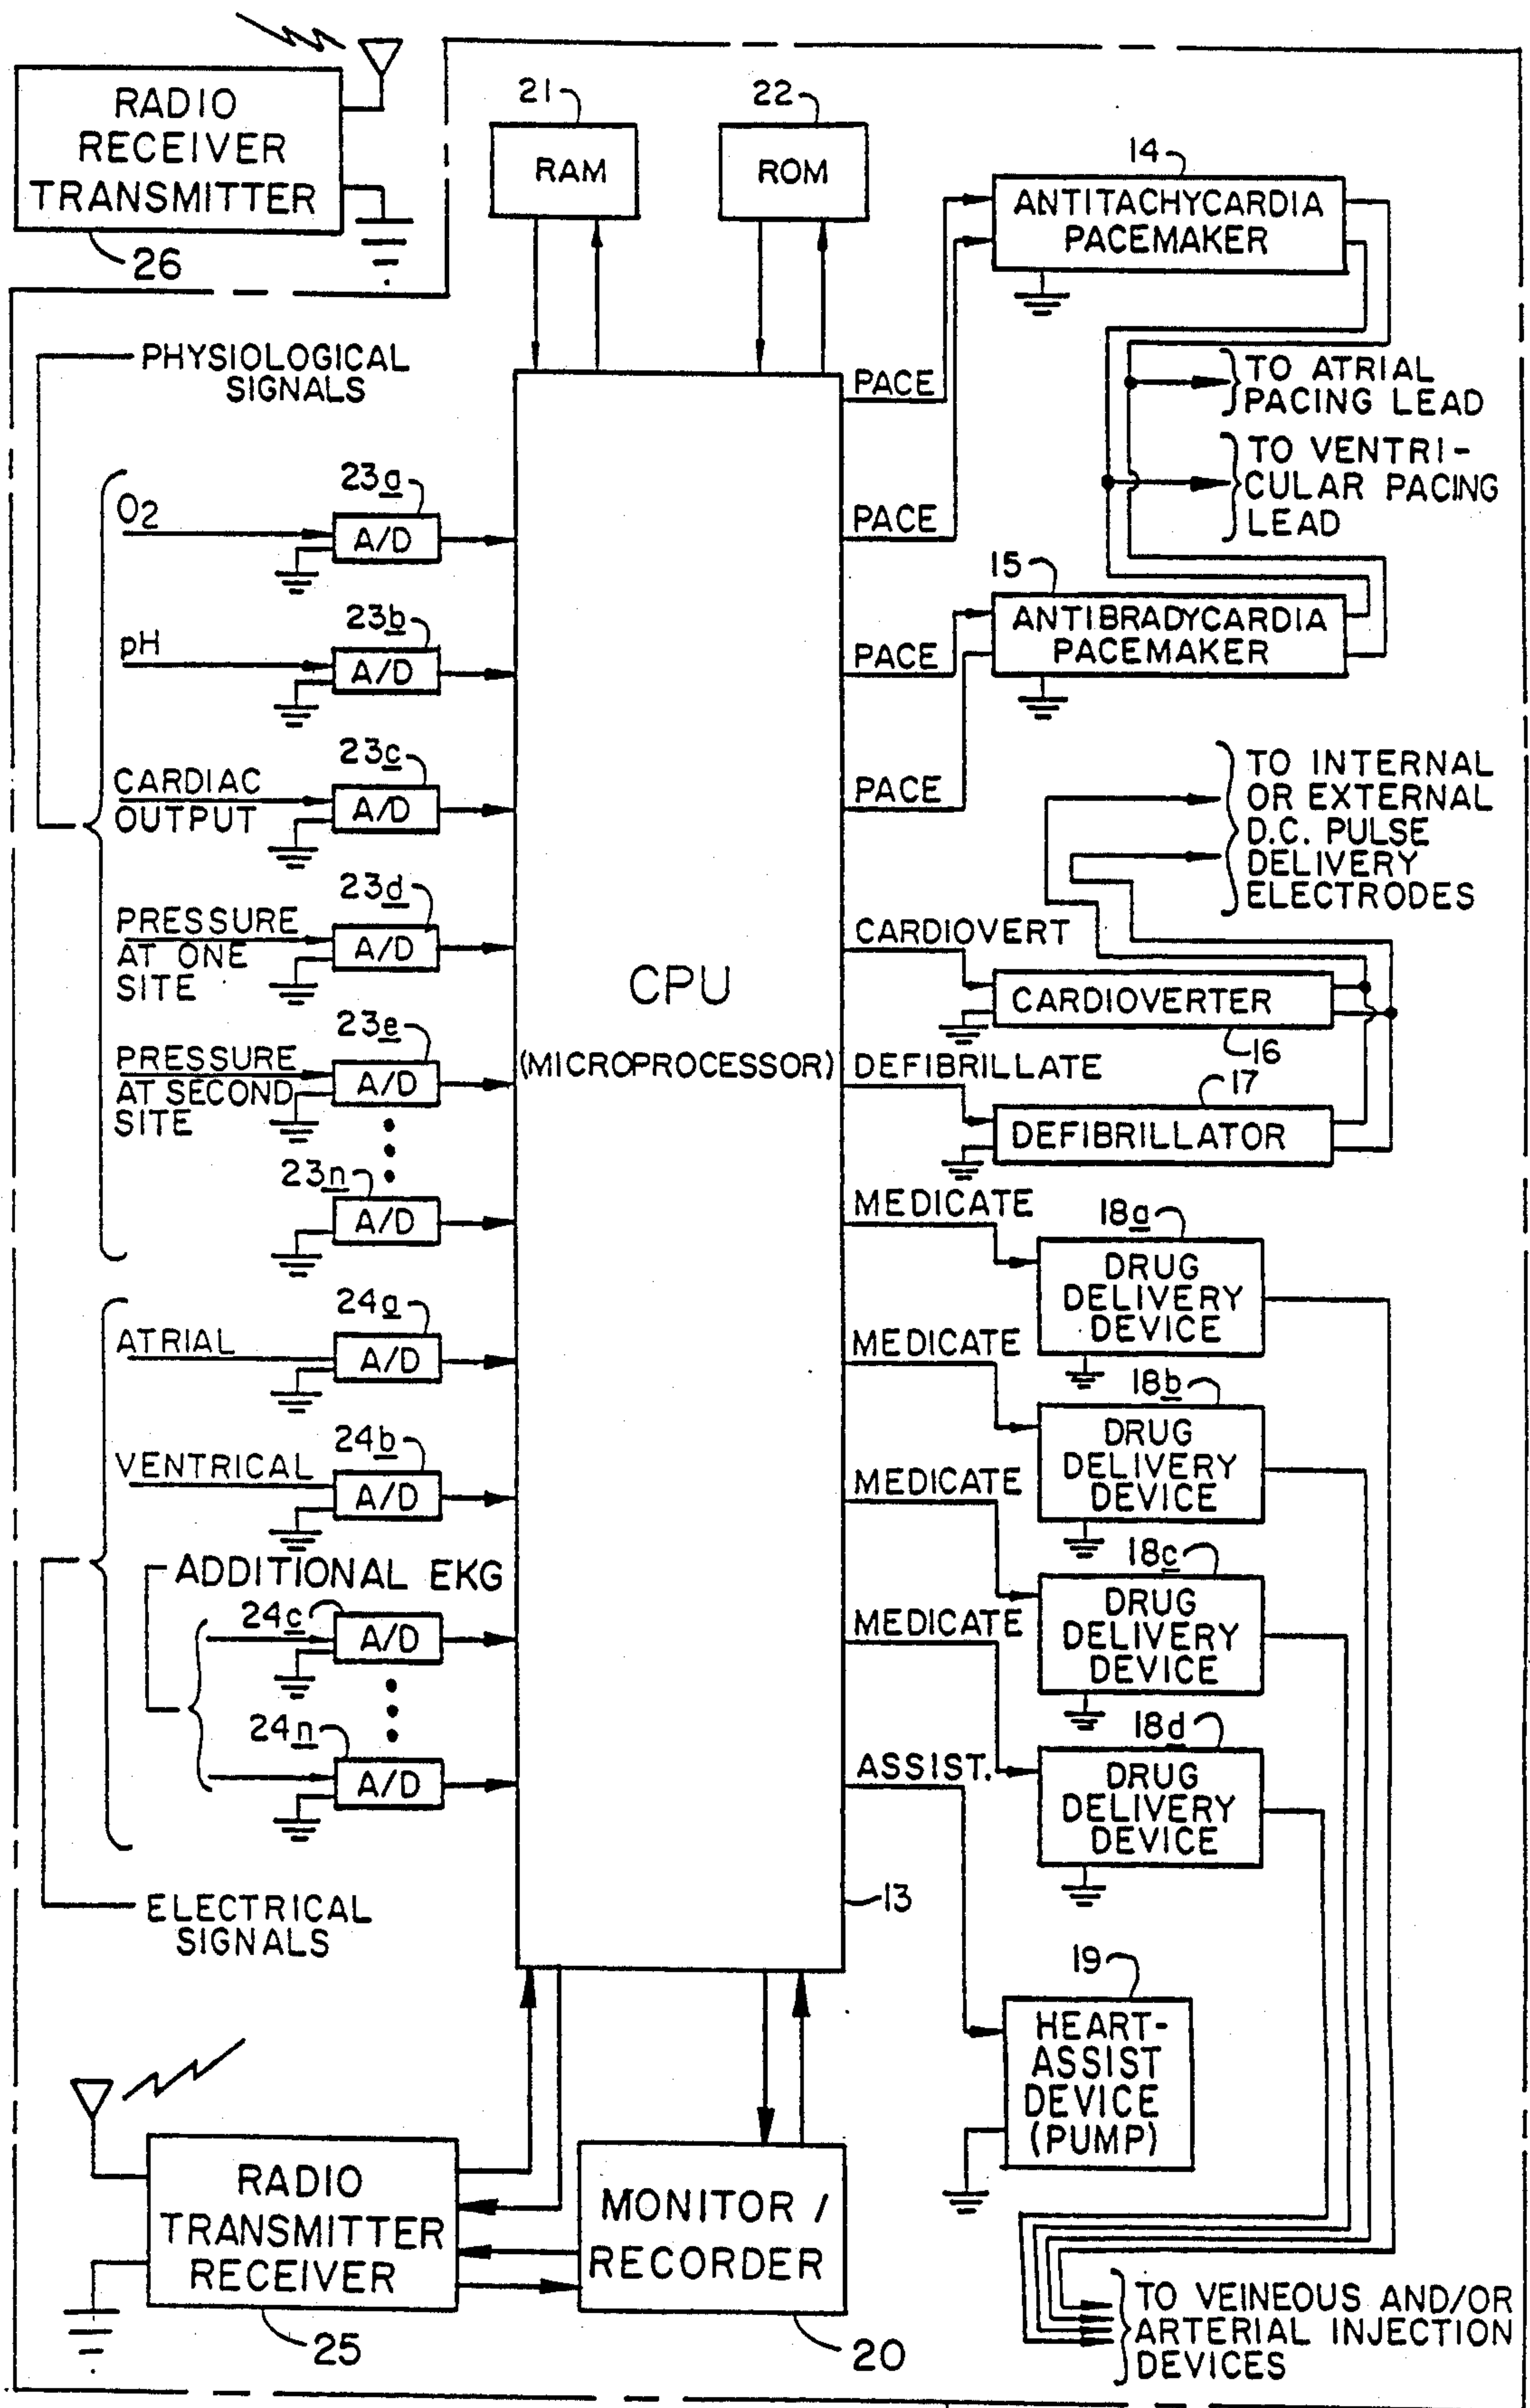 RADIO
RECEIVER
TRANSMITTER
26
21
RAM
22
ROM
14
ANTITACHYCARDIA
PACEMAKER
PHYSIOLOGICAL
SIGNALS
O2
23a
A/D
pH
23b
A/D
CARDIAC
OUTPUT
23c
A/D
PRESSURE
AT ONE
SITE
23d
A/D
PRESSURE
AT SECOND
SITE
23e
A/D
23n
A/D
ATRIAL
24a
A/D
VENTRICAL
24b
A/D
ADDITIONAL EKG
24c
A/D
24n
A/D
ELECTRICAL
SIGNALS
CPU
(MICROPROCESSOR)
13
PACE
PACE
PACE
PACE
CARDIOVERT
DEFIBRILLATE
MEDICATE
MEDICATE
MEDICATE
MEDICATE
ASSIST.
TO ATRIAL
PACING LEAD
TO VENTRI-
CULAR PACING
LEAD
15
ANTIBRADYCARDIA
PACEMAKER
TO INTERNAL
OR EXTERNAL
D.C. PULSE
DELIVERY
ELECTRODES
CARDIOVERTER
16
17
DEFIBRILLATOR
18a
DRUG
DELIVERY
DEVICE
18b
DRUG
DELIVERY
DEVICE
18c
DRUG
DELIVERY
DEVICE
18d
DRUG
DELIVERY
DEVICE
19
HEART-
ASSIST
DEVICE
(PUMP)
RADIO
TRANSMITTER
RECEIVER
25
MONITOR /
RECORDER
20
TO VEINEOUS AND/OR
ARTERIAL INJECTION
DEVICES